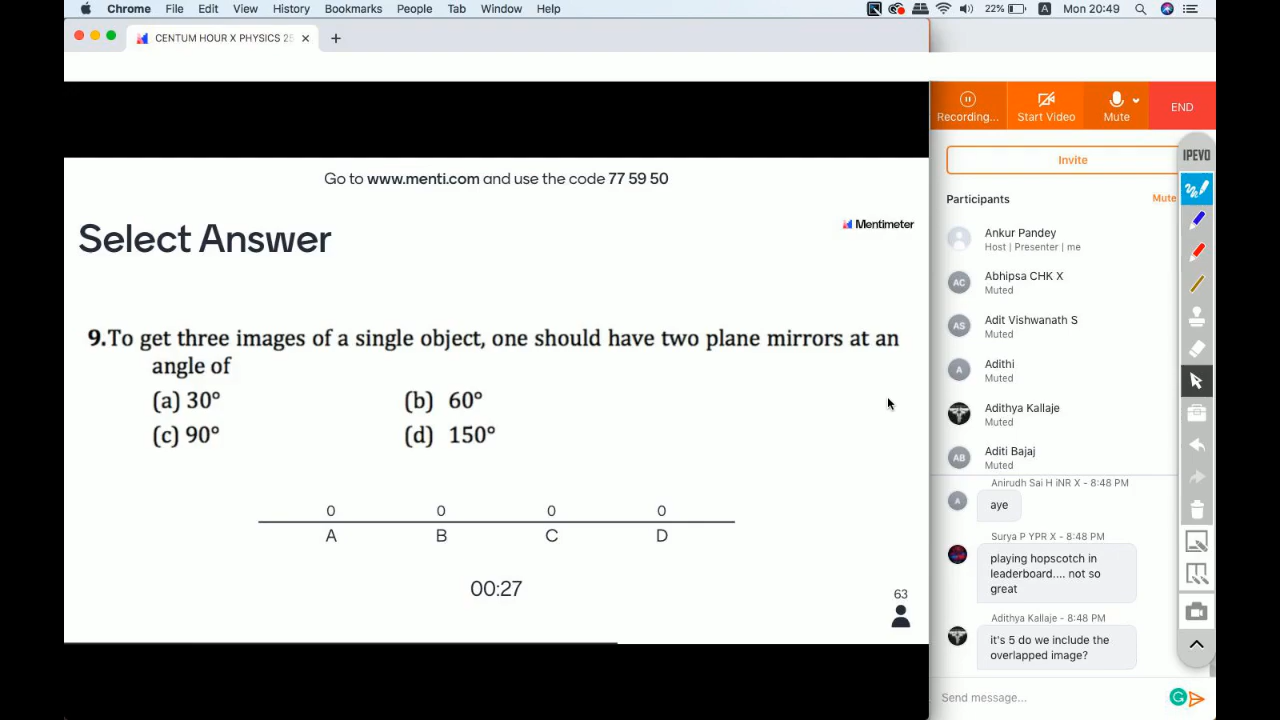 Chrome File Edit View History Bookmarks People Tab Window Help 22% A Mon 20:49
CENTUM HOUR X PHYSICS 25
Recording...
Start Video
Mute
END
Invite
IPEVO
Participants
Mute
Ankur Pandey
Host | Presenter | me
AC
Abhipsa CHK X
Muted
AS
Adit Vishwanath S
Muted
A
Adithi
Muted
Adithya Kallaje
Muted
AB
Aditi Bajaj
Muted
Anirudh Sai H iNR X - 8:48 PM
A
aye
Surya P YPR X - 8:48 PM
playing hopscotch in
leaderboard.... not so
great
Adithya Kallaje - 8:48 PM
it's 5 do we include the
overlapped image?
Send message...
Go to www.menti.com and use the code 77 59 50
Select Answer
Mentimeter
9.To get three images of a single object, one should have two plane mirrors at an
angle of
(a) 30° (b) 60°
(c) 90° (d) 150°
0 0 0 0
A B C D
00:27
63